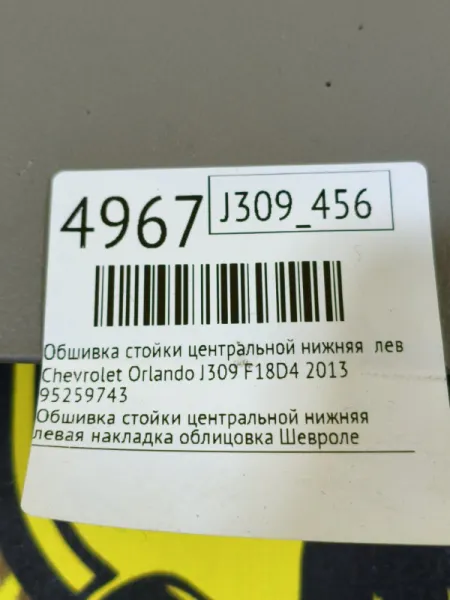 4967
J309_456
Обшивка стойки центральной нижняя лев
Chevrolet Orlando J309 F18D4 2013
95259743
Обшивка стойки центральной нижняя
левая накладка облицовка Шевроле